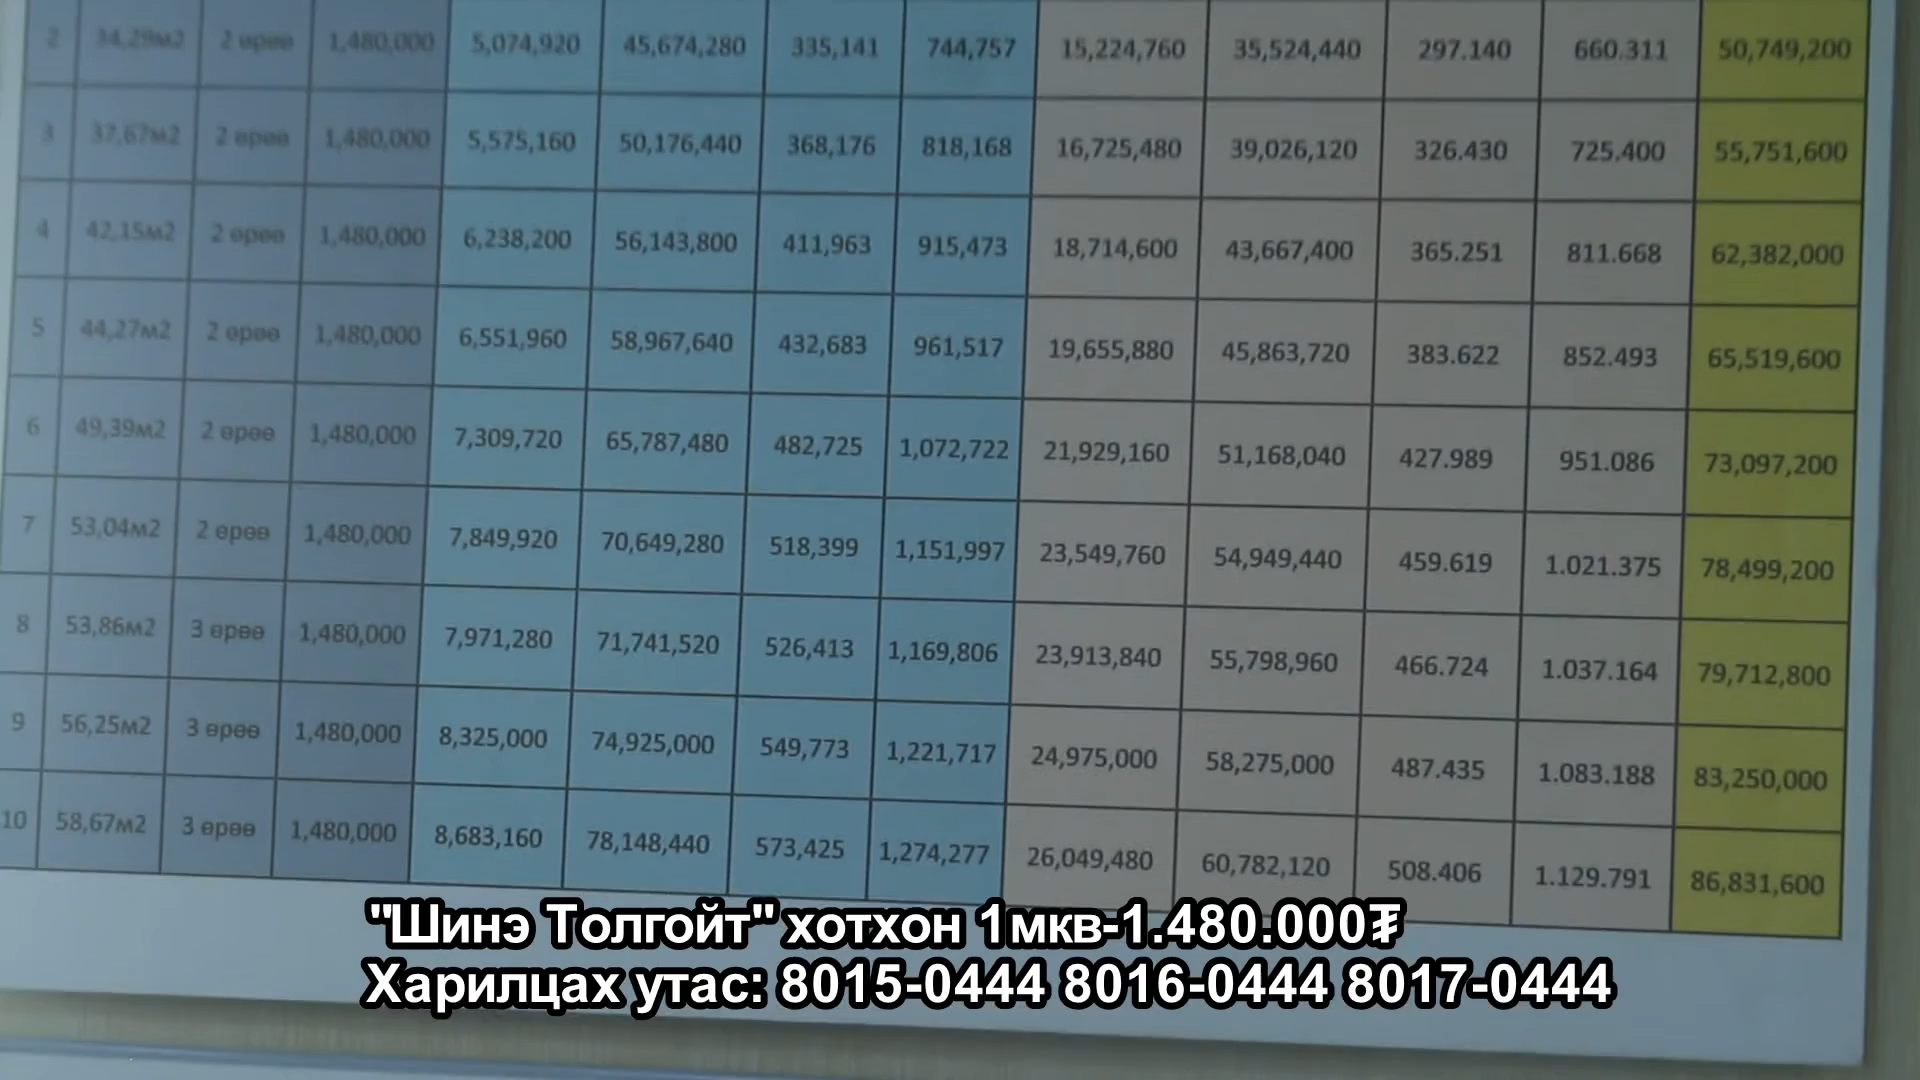 2 34,29м2 2 өрөө 1,480,000 5,074,920 45,674,280 335,141 744,757 15,224,760 35,524,440 297.140 660.311 50,749,200
3 37,67м2 2 өрөө 1,480,000 5,575,160 50,176,440 368,176 818,168 16,725,480 39,026,120 326.430 725.400 55,751,600
4 42,15м2 2 өрөө 1,480,000 6,238,200 56,143,800 411,963 915,473 18,714,600 43,667,400 365.251 811.668 62,382,000
5 44,27м2 2 өрөө 1,480,000 6,551,960 58,967,640 432,683 961,517 19,655,880 45,863,720 383.622 852.493 65,519,600
6 49,39м2 2 өрөө 1,480,000 7,309,720 65,787,480 482,725 1,072,722 21,929,160 51,168,040 427.989 951.086 73,097,200
7 53,04м2 2 өрөө 1,480,000 7,849,920 70,649,280 518,399 1,151,997 23,549,760 54,949,440 459.619 1.021.375 78,499,200
8 53,86м2 3 өрөө 1,480,000 7,971,280 71,741,520 526,413 1,169,806 23,913,840 55,798,960 466.724 1.037.164 79,712,800
9 56,25м2 3 өрөө 1,480,000 8,325,000 74,925,000 549,773 1,221,717 24,975,000 58,275,000 487.435 1.083.188 83,250,000
10 58,67м2 3 өрөө 1,480,000 8,683,160 78,148,440 573,425 1,274,277 26,049,480 60,782,120 508.406 1.129.791 86,831,600
"Шинэ Толгойт" хотхон 1мкв-1.480.000₮
Харилцах утас: 8015-0444 8016-0444 8017-0444